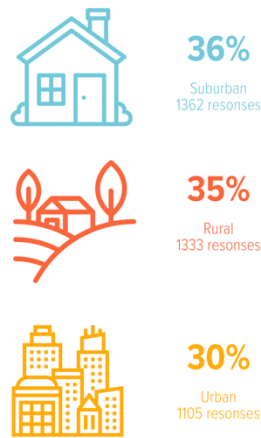 36%
Suburban
1362 resonses
35%
Rural
1333 resonses
30%
Urban
1105 resonses